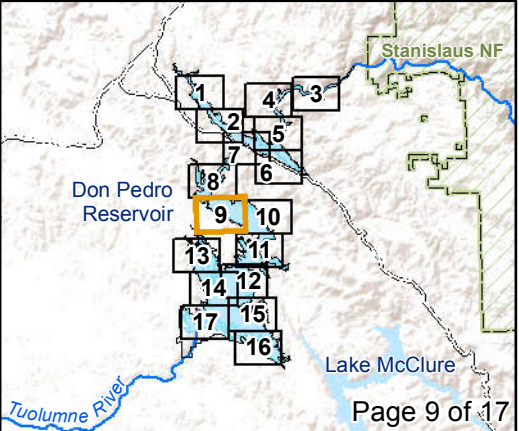 Stanislaus NF
1
4
3
2
5
7
6
8
Don Pedro
Reservoir
9
10
13
11
14
12
17
15
16
Lake McClure
Tuolumne River
Page 9 of 17